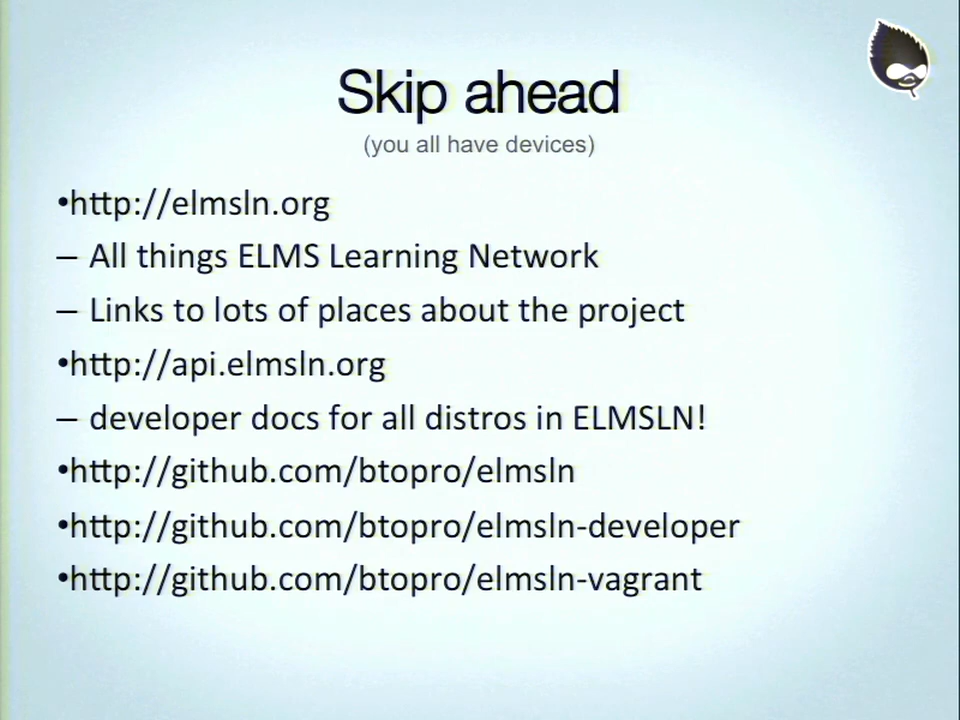 Skip ahead
(you all have devices)
•http://elmsln.org
– All things ELMS Learning Network
– Links to lots of places about the project
•http://api.elmsln.org
– developer docs for all distros in ELMSLN!
•http://github.com/btopro/elmsln
•http://github.com/btopro/elmsln-developer
•http://github.com/btopro/elmsln-vagrant